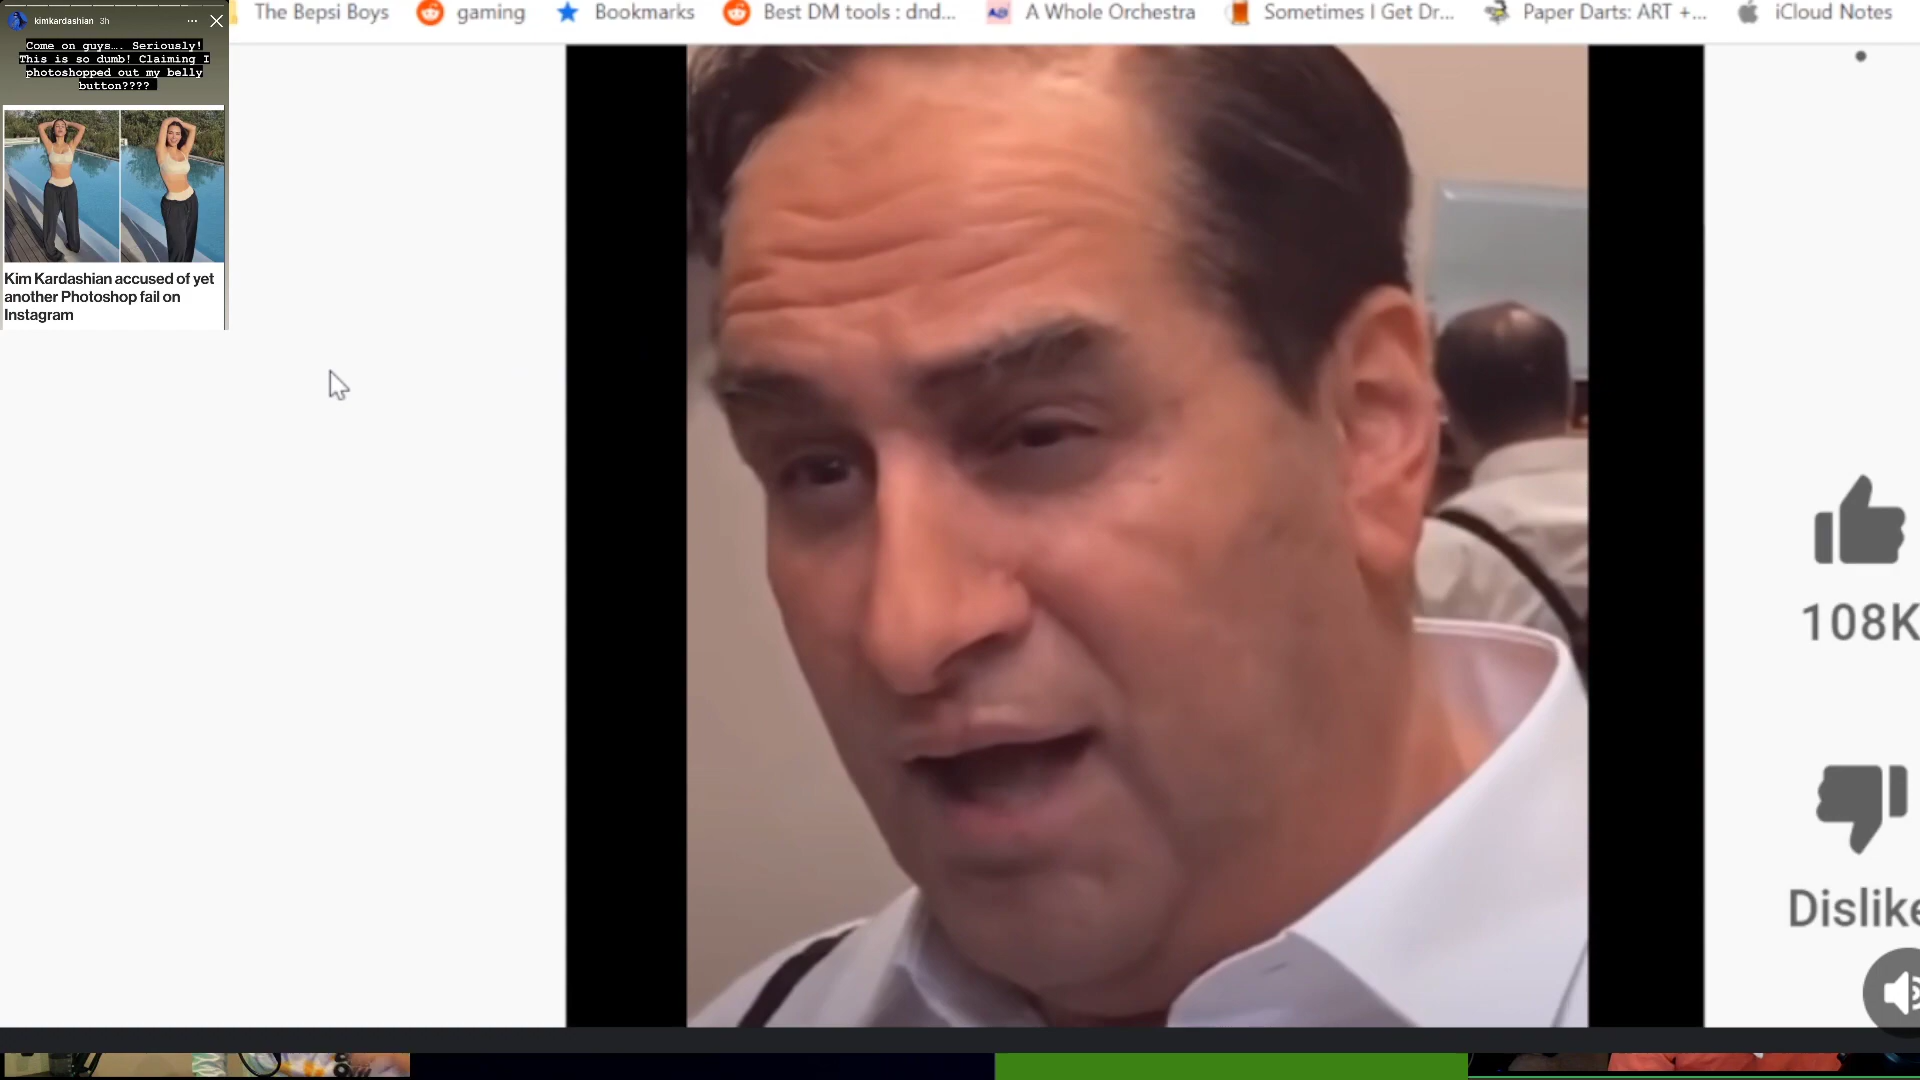 The Bepsi Boys
gaming
Bookmarks
Best DM tools : dnd...
A Whole Orchestra
Sometimes I Get Dr...
Paper Darts: ART +...
iCloud Notes
kimkardashian 3h
Come on guys…. Seriously!
This is so dumb! Claiming I
photoshopped out my belly
button????
Kim Kardashian accused of yet
another Photoshop fail on
Instagram
108K
Dislike